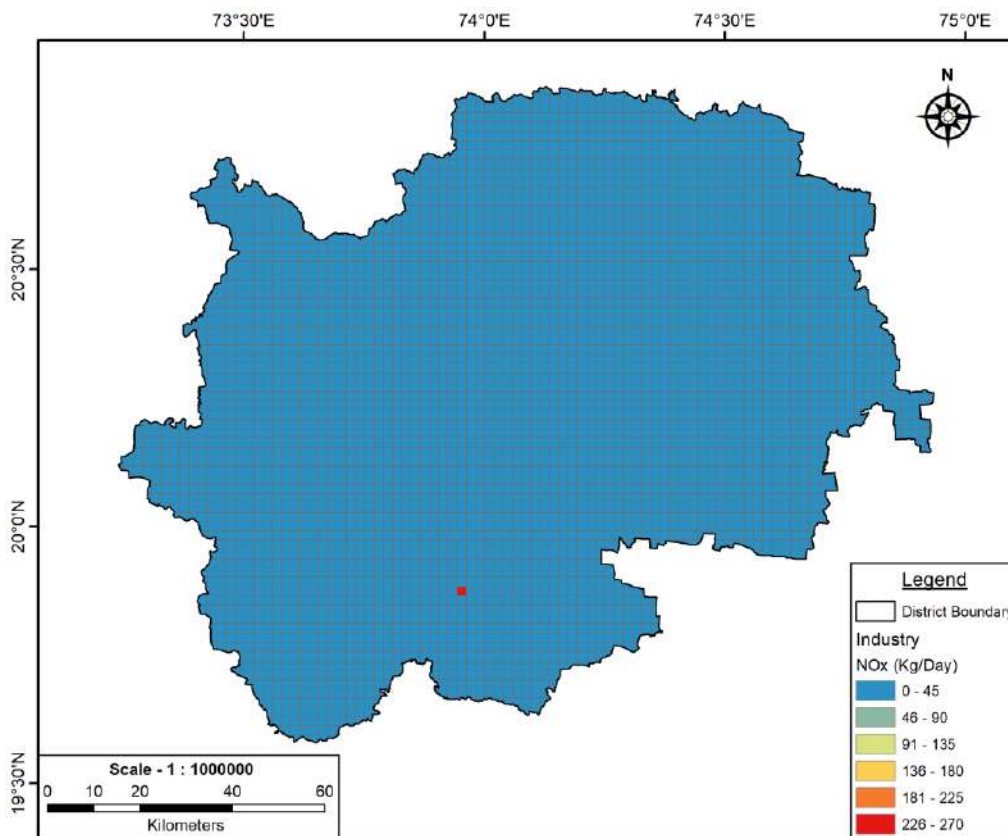 73°30'E 74°0'E 74°30'E 75°0'E
N
20°30'N
20°0'N
19°30'N
Legend
District Boundary
Industry
NOx (Kg/Day)
0 - 45
46 - 90
91 - 135
136 - 180
181 - 225
226 - 270
Scale - 1 : 1000000
0 10 20 40 60
Kilometers